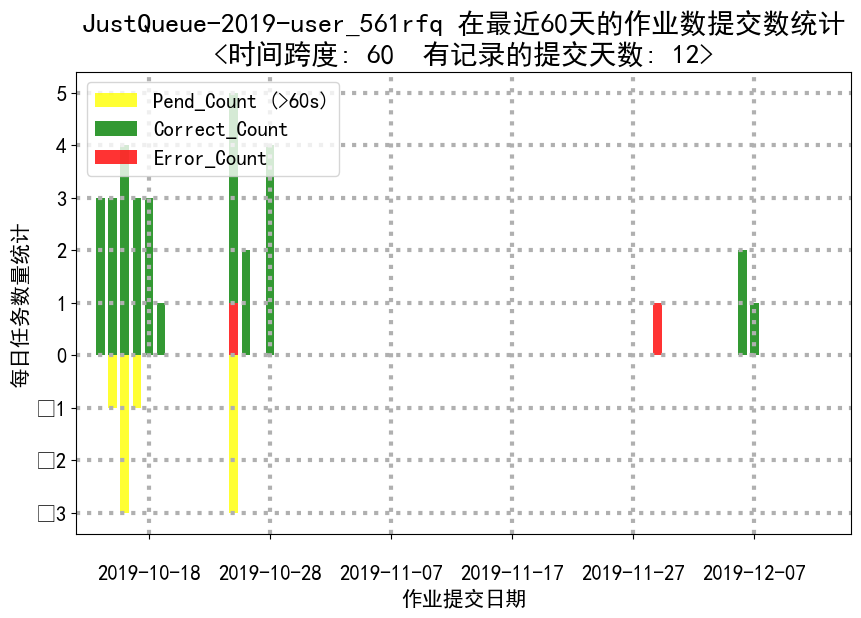 JustQueue-2019-user_561rfq 在最近60天的作业数提交数统计
<时间跨度: 60  有记录的提交天数: 12>
Pend_Count (>60s)
Correct_Count
Error_Count
5
4
3
2
1
0
□1
□2
□3
每日任务数量统计
2019-10-18 2019-10-28 2019-11-07 2019-11-17 2019-11-27 2019-12-07
作业提交日期